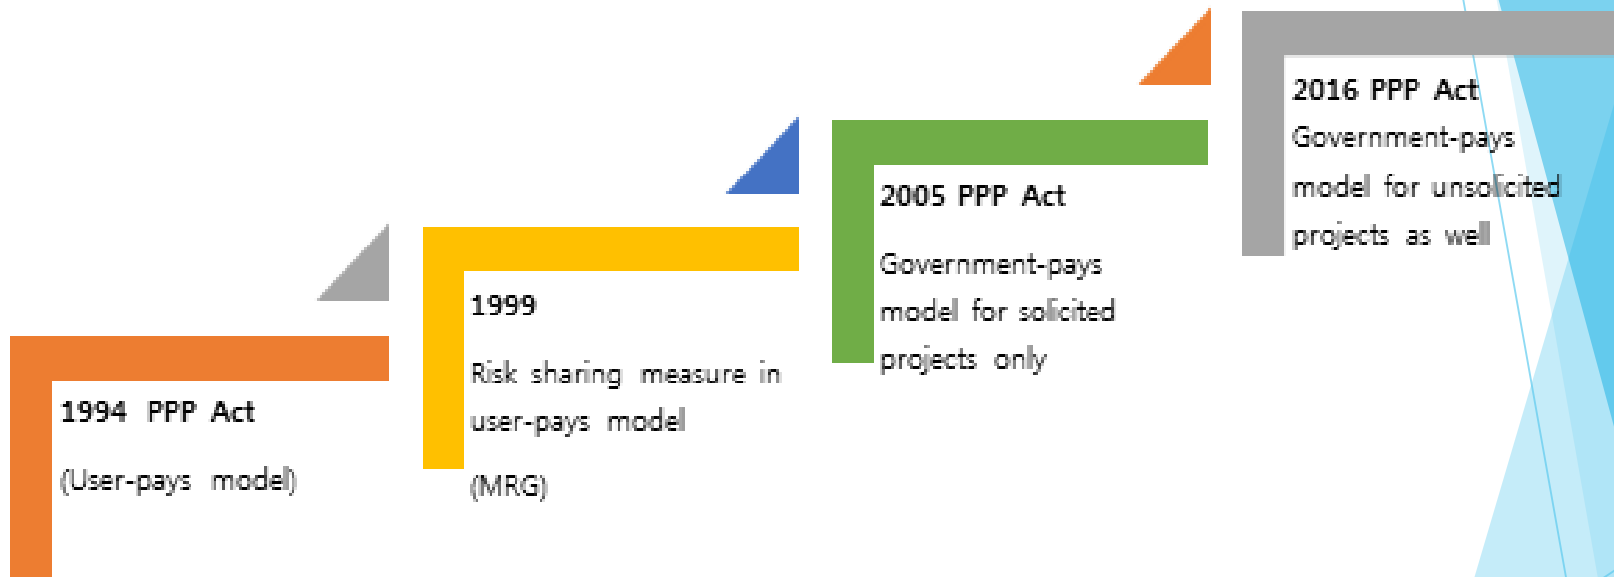 1994 PPP Act
(User-pays model)
1999
Risk sharing measure in
user-pays model
(MRG)
2005 PPP Act
Government-pays
model for solicited
projects only
2016 PPP Act
Government-pays
model for unsolicited
projects as well